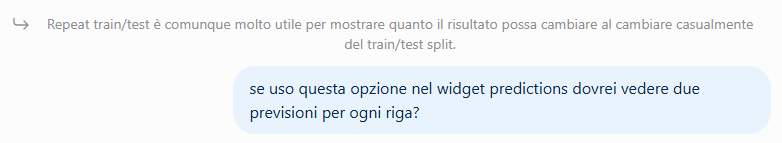 Repeat train/test è comunque molto utile per mostrare quanto il risultato possa cambiare al cambiare casualmente
del train/test split.
se uso questa opzione nel widget predictions dovrei vedere due
previsioni per ogni riga?